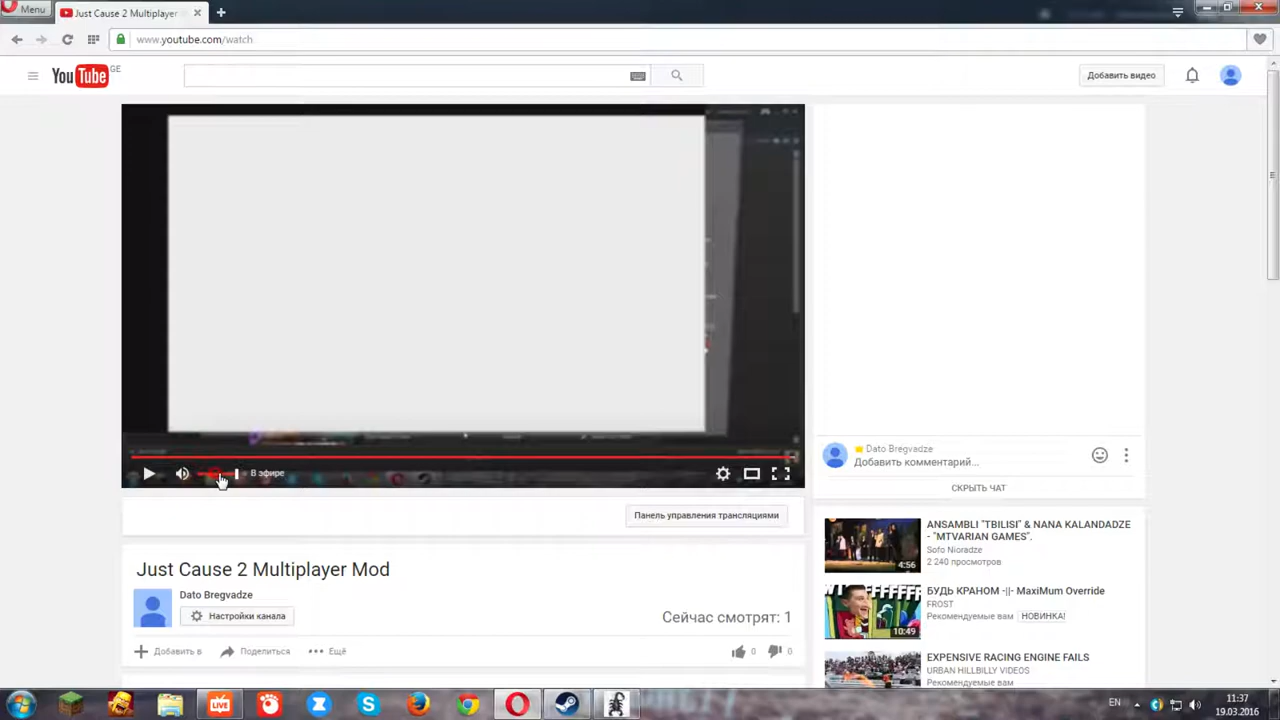 Menu
Just Cause 2 Multiplayer
www.youtube.com/watch
YouTube GE
Добавить видео
В эфире
Dato Bregvadze
Добавить комментарий...
СКРЫТЬ ЧАТ
Панель управления трансляциями
Just Cause 2 Multiplayer Mod
Dato Bregvadze
Настройки канала
Сейчас смотрят: 1
Добавить в
Поделиться
Ещё
0
0
ANSAMBLI "TBILISI" & NANA KALANDADZE
- "MTVARIAN GAMES".
Sofo Nioradze
2 240 просмотров
4:56
БУДЬ КРАНОМ -||- MaxiMum Override
FROST
Рекомендуемые вам НОВИНКА!
10:49
EXPENSIVE RACING ENGINE FAILS
URBAN HILLBILLY VIDEOS
Рекомендуемые вам
LIVE
EN
11:37
19.03.2016